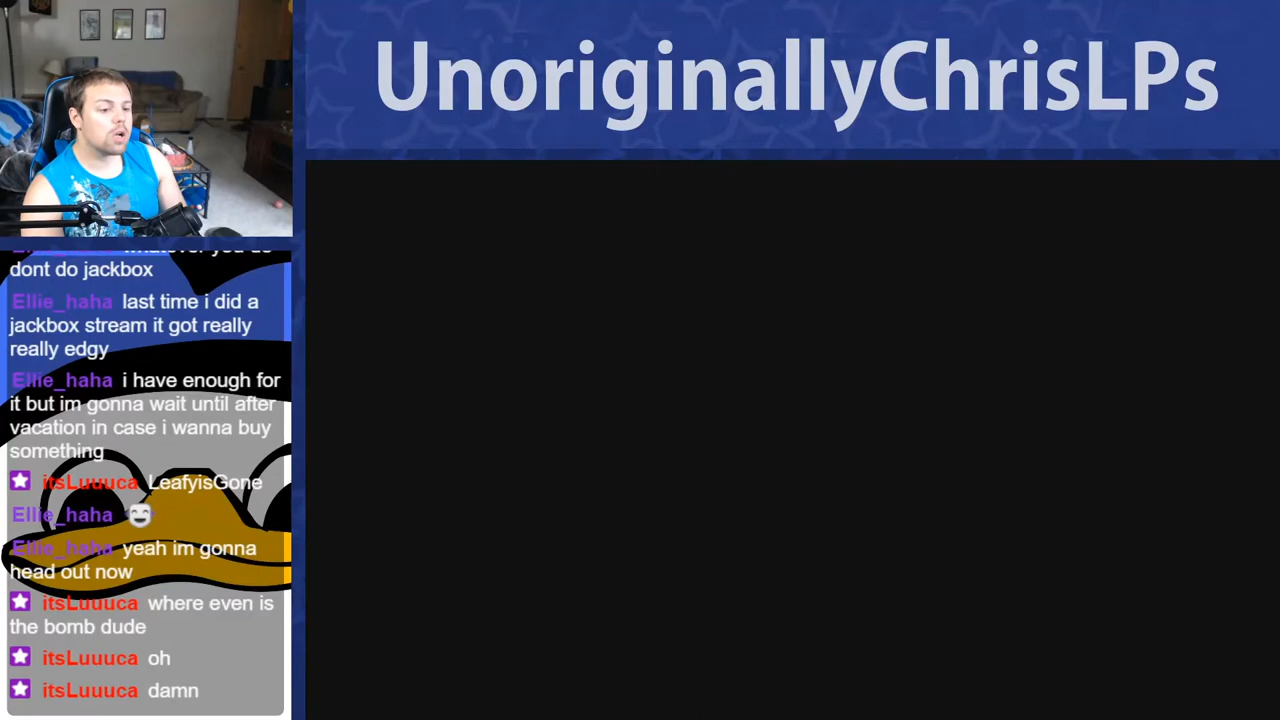 UnoriginallyChrisLPs
dont do jackbox
Ellie_haha last time i did a
jackbox stream it got really
really edgy
Ellie_haha i have enough for
it but im gonna wait until after
vacation in case i wanna buy
something
itsLuuuca LeafyisGone
Ellie_haha
Ellie_haha yeah im gonna
head out now
itsLuuuca where even is
the bomb dude
itsLuuuca oh
itsLuuuca damn